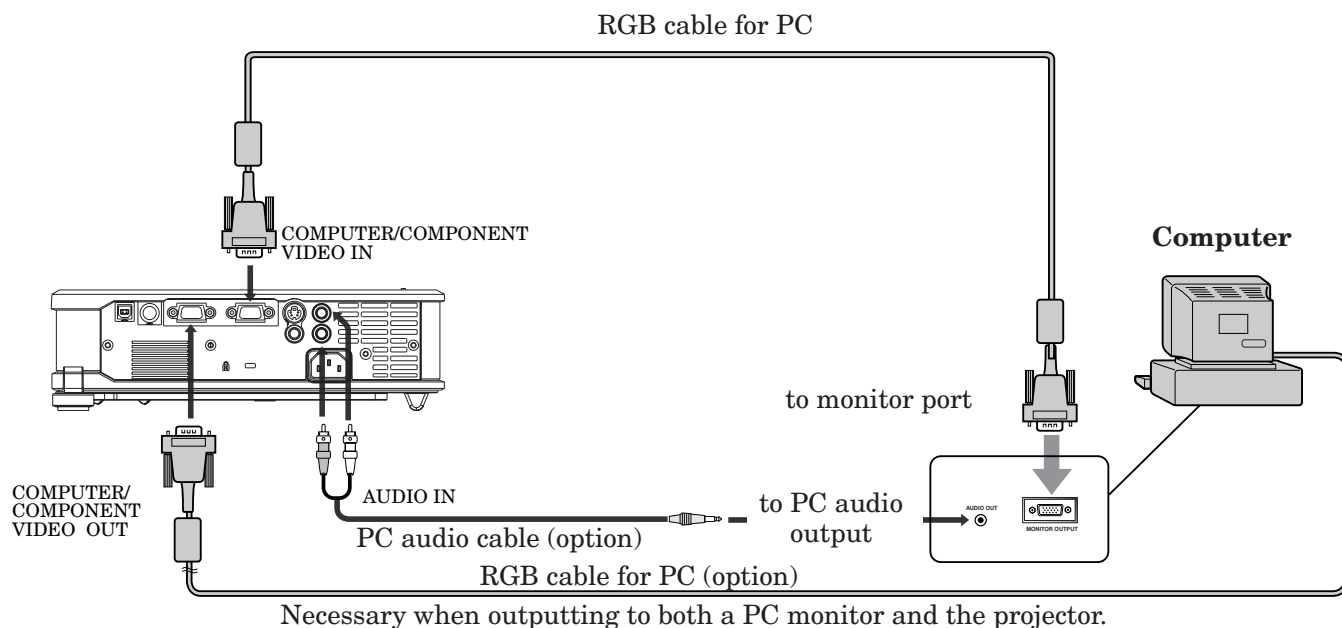 RGB cable for PC
COMPUTER/COMPONENT
VIDEO IN
Computer
to monitor port
COMPUTER/
COMPONENT
VIDEO OUT
AUDIO IN
PC audio cable (option)
to PC audio
output
AUDIO OUT
MONITOR OUTPUT
RGB cable for PC (option)
Necessary when outputting to both a PC monitor and the projector.